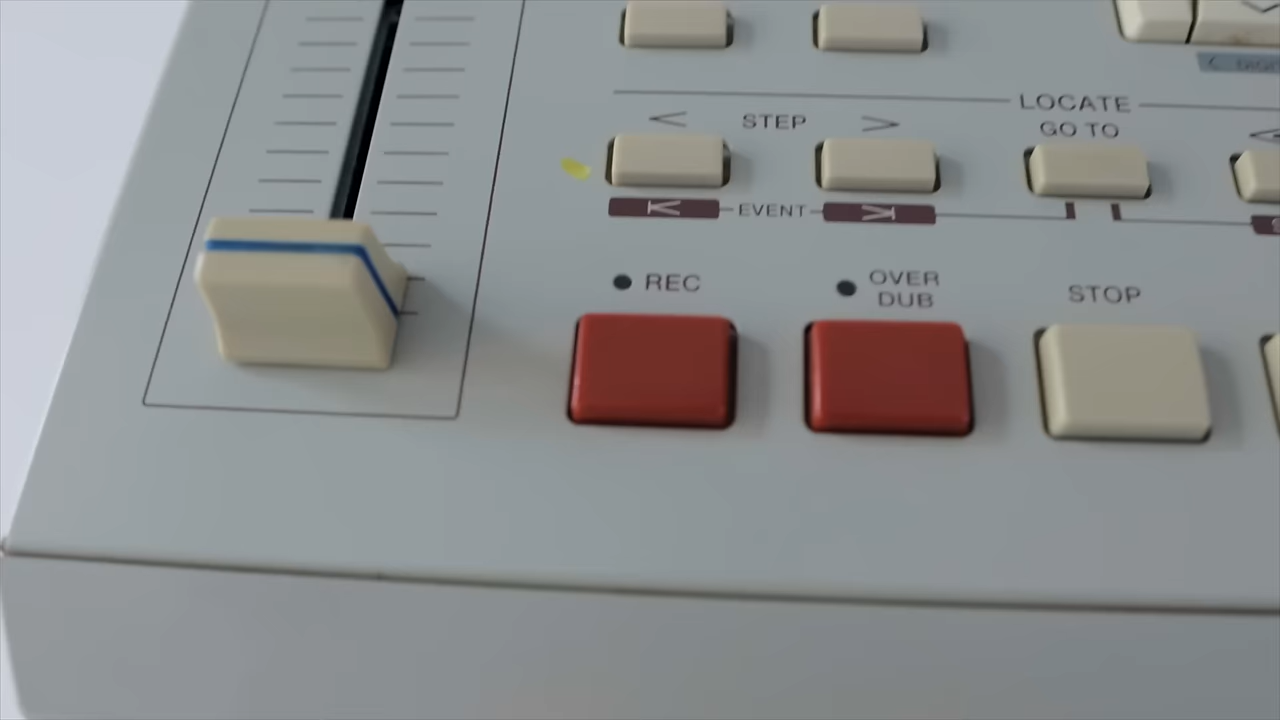 LOCATE
< STEP >
GO TO
EVENT
REC
OVER
DUB
STOP